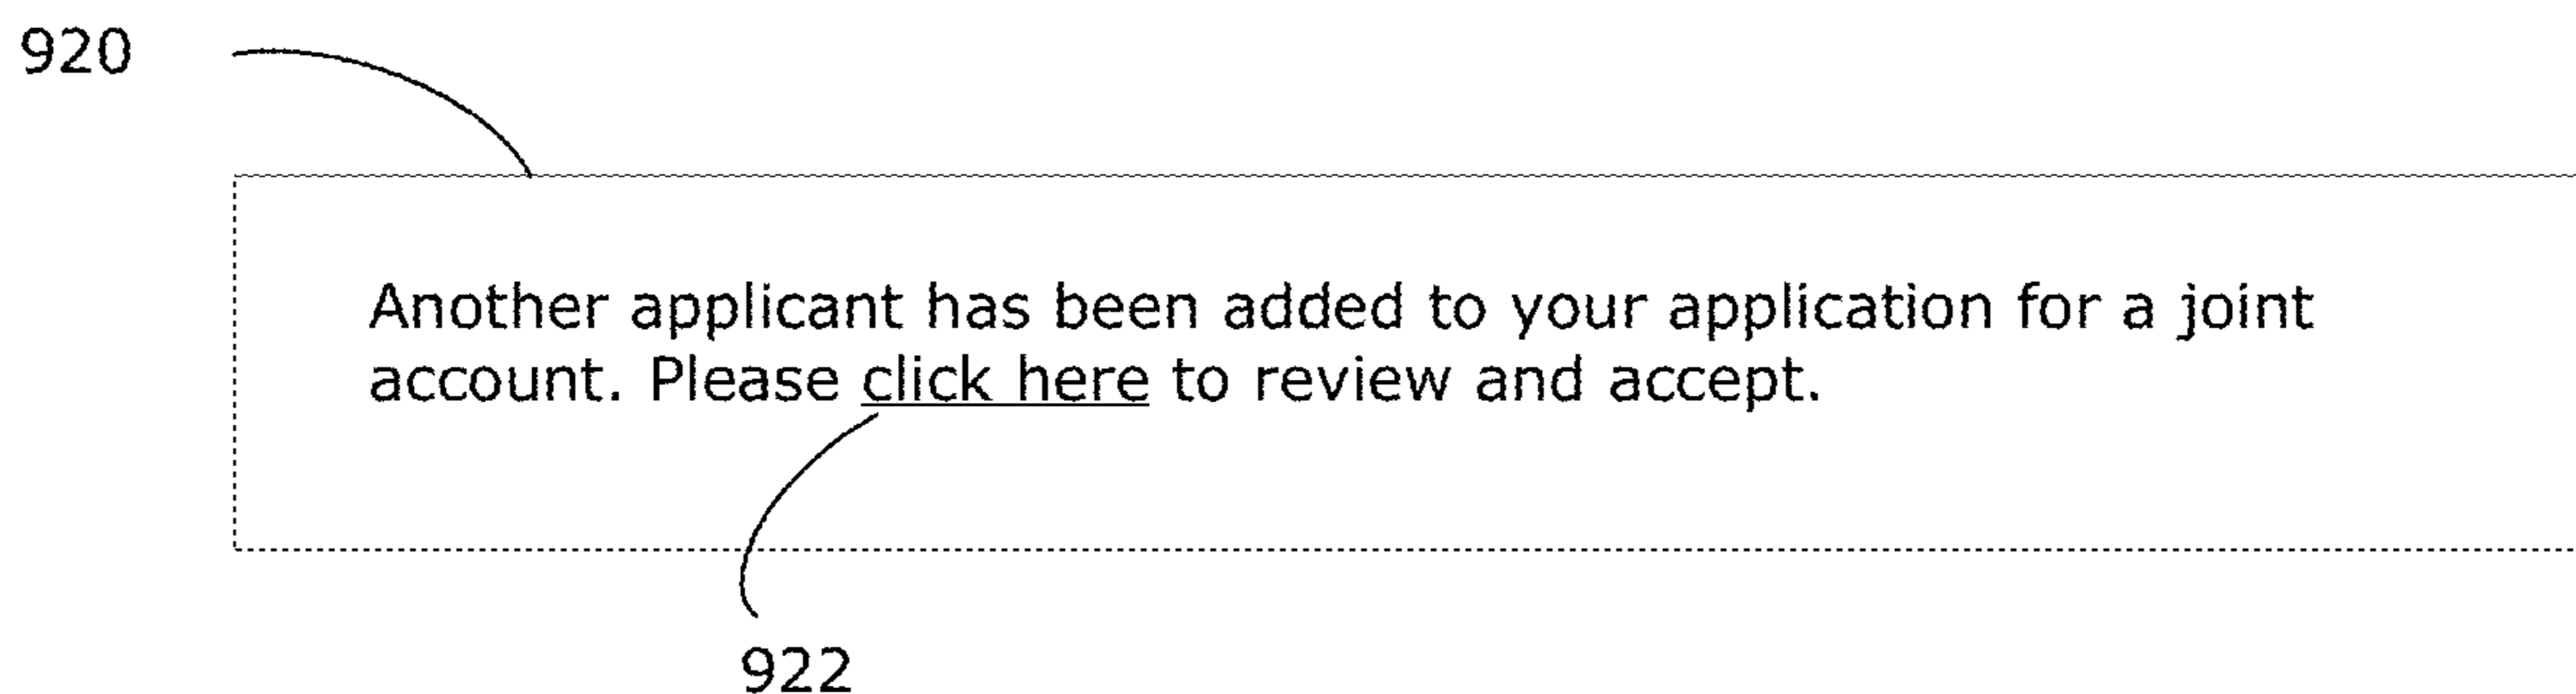 920
Another applicant has been added to your application for a joint
account. Please click here to review and accept.
922